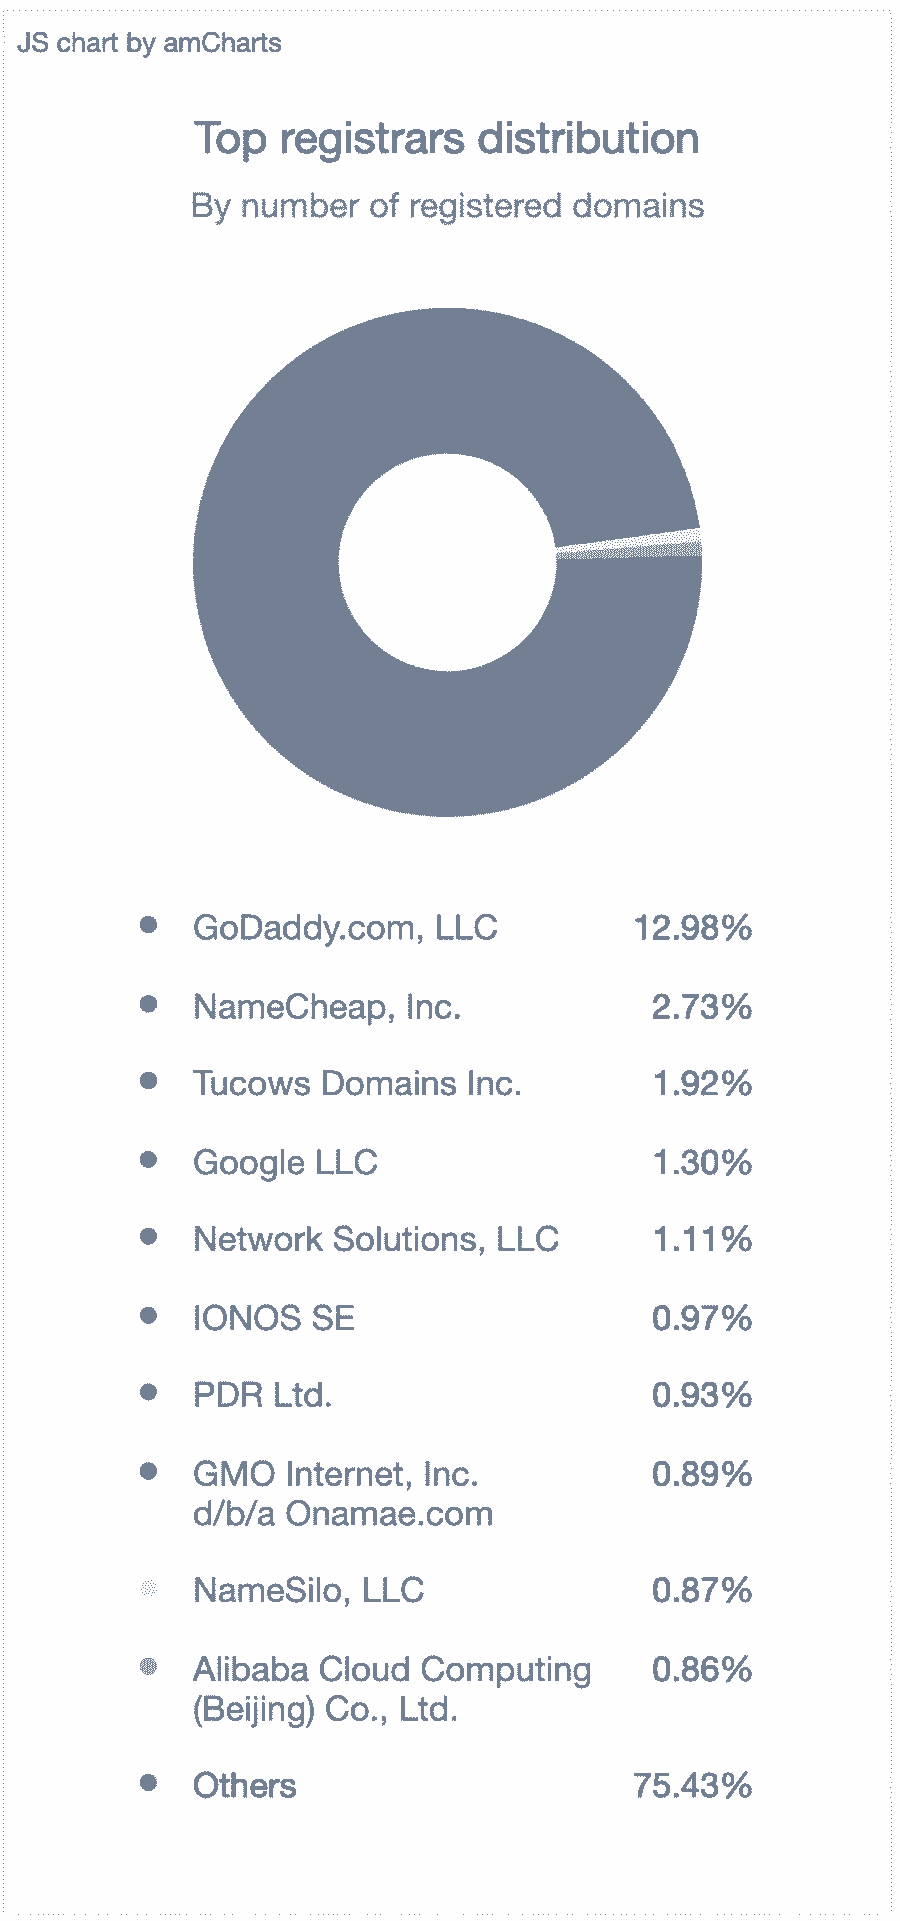 JS chart by amCharts
Top registrars distribution
By number of registered domains
GoDaddy.com, LLC 12.98%
NameCheap, Inc. 2.73%
Tucows Domains Inc. 1.92%
Google LLC 1.30%
Network Solutions, LLC 1.11%
IONOS SE 0.97%
PDR Ltd. 0.93%
GMO Internet, Inc. 0.89%
d/b/a Onamae.com
NameSilo, LLC 0.87%
Alibaba Cloud Computing 0.86%
(Beijing) Co., Ltd.
Others 75.43%